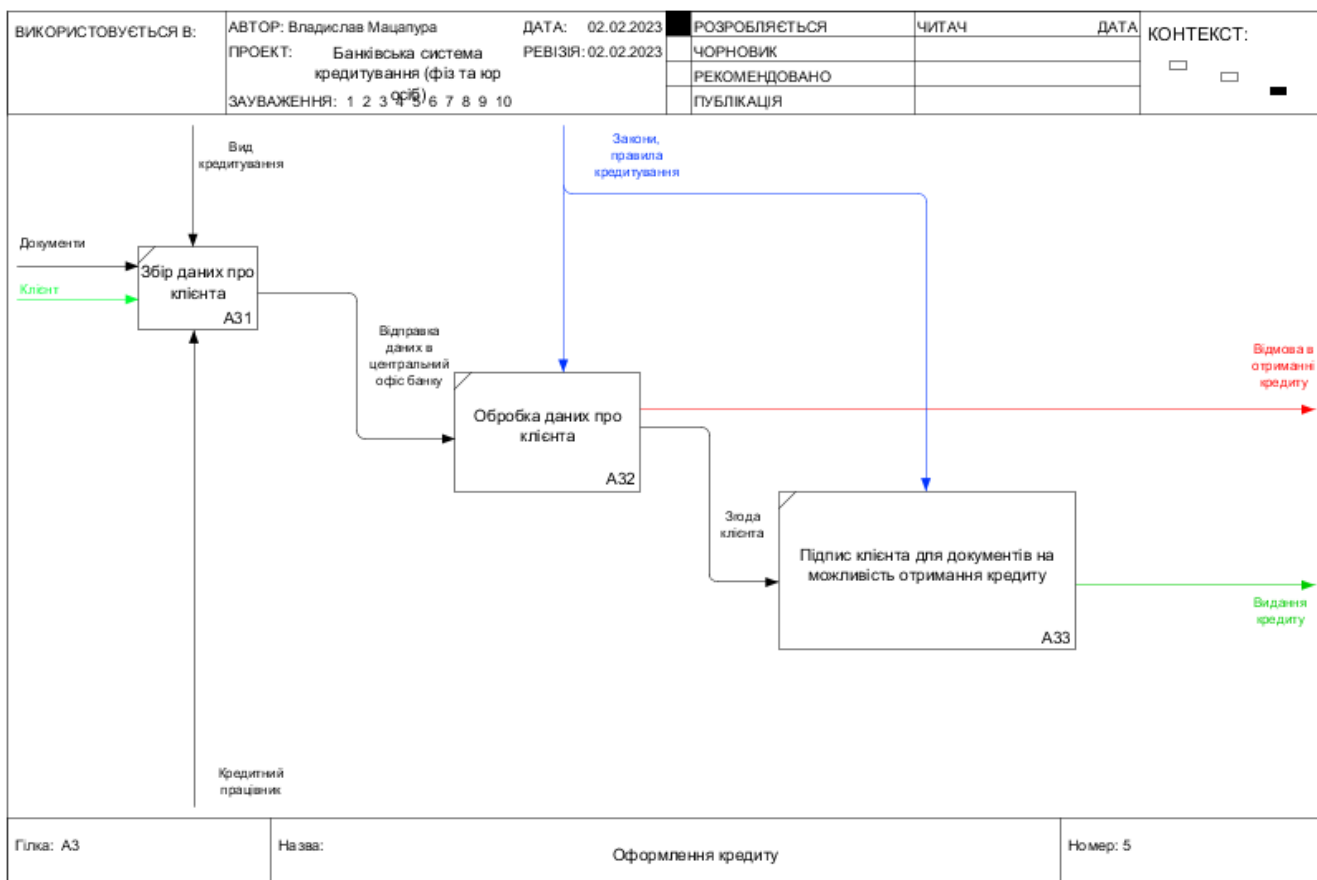 ВИКОРИСТОВУЄТЬСЯ В:
АВТОР: Владислав Мацапура
ДАТА: 02.02.2023
ПРОЕКТ: Банківська система
кредитування (фіз та юр
осіб)
РЕВІЗІЯ: 02.02.2023
ЗАУВАЖЕННЯ: 1 2 3 4 5 6 7 8 9 10
РОЗРОБЛЯЄТЬСЯ
ЧОРНОВИК
РЕКОМЕНДОВАНО
ПУБЛІКАЦІЯ
ЧИТАЧ
ДАТА
КОНТЕКСТ:
Вид
кредитування
Закони,
правила
кредитування
Документи
Клієнт
Збір даних про
клієнта
А31
Відправка
даних в
центральний
офіс банку
Обробка даних про
клієнта
А32
Відмова в
отриманні
кредиту
Згода
клієнта
Підпис клієнта для документів на
можливість отримання кредиту
А33
Видання
кредиту
Кредитний
працівник
Гілка: А3
Назва:
Оформлення кредиту
Номер: 5